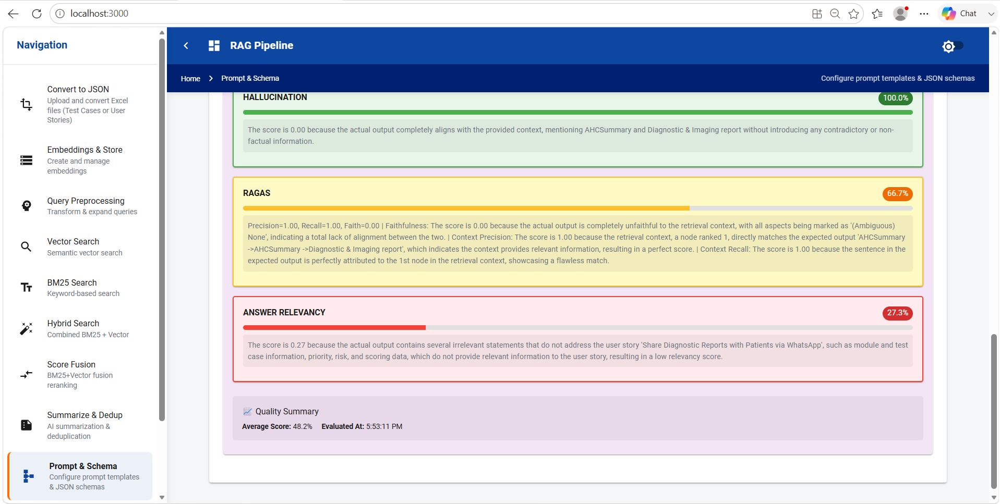 localhost:3000
Chat
Navigation
Convert to JSON
Upload and convert Excel
files (Test Cases or User
Stories)
Embeddings & Store
Create and manage
embeddings
Query Preprocessing
Transform & expand queries
Vector Search
Semantic vector search
BM25 Search
Keyword-based search
Hybrid Search
Combined BM25 + Vector
Score Fusion
BM25+Vector fusion
reranking
Summarize & Dedup
AI summarization &
deduplication
Prompt & Schema
Configure prompt templates
& JSON schemas
RAG Pipeline
Home > Prompt & Schema
Configure prompt templates & JSON schemas
HALLUCINATION
100.0%
The score is 0.00 because the actual output completely aligns with the provided context, mentioning AHCSummary and Diagnostic & Imaging report without introducing any contradictory or non-
factual information.
RAGAS
66.7%
Precision=1.00, Recall=1.00, Faith=0.00 | Faithfulness: The score is 0.00 because the actual output is completely unfaithful to the retrieval context, with all aspects being marked as '(Ambiguous)
None', indicating a total lack of alignment between the two. | Context Precision: The score is 1.00 because the retrieval context, a node ranked 1, directly matches the expected output 'AHCSummary
->AHCSummary ->Diagnostic & Imaging report', which indicates the context provides relevant information, resulting in a perfect score. | Context Recall: The score is 1.00 because the sentence in the
expected output is perfectly attributed to the 1st node in the retrieval context, showcasing a flawless match.
ANSWER RELEVANCY
27.3%
The score is 0.27 because the actual output contains several irrelevant statements that do not address the user story 'Share Diagnostic Reports with Patients via WhatsApp', such as module and test
case information, priority, risk, and scoring data, which do not provide relevant information to the user story, resulting in a low relevancy score.
Quality Summary
Average Score: 48.2% Evaluated At: 5:53:11 PM